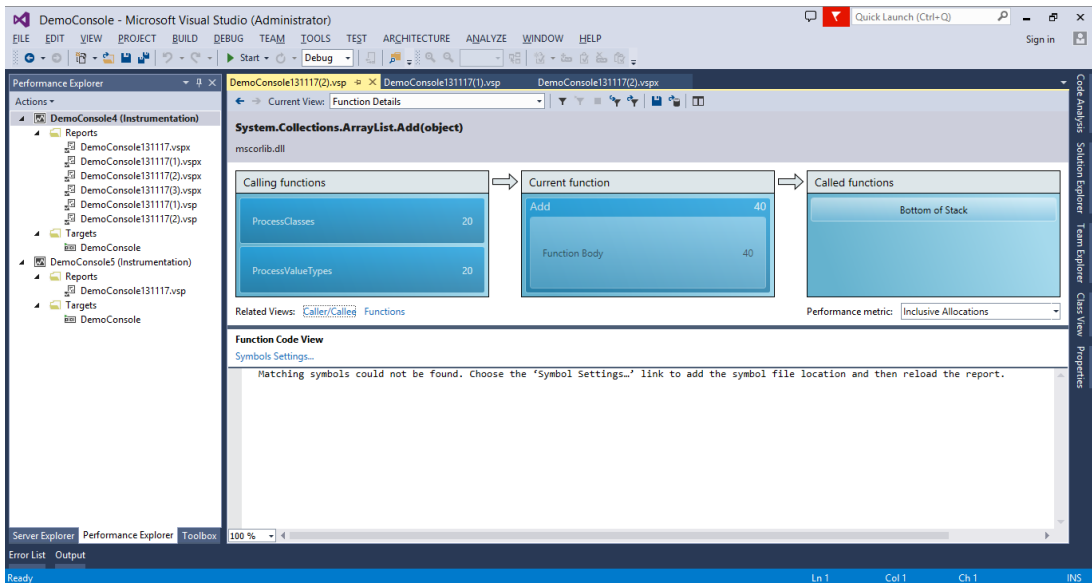 DemoConsole - Microsoft Visual Studio (Administrator)
Quick Launch (Ctrl+Q)
FILE EDIT VIEW PROJECT BUILD DEBUG TEAM TOOLS TEST ARCHITECTURE ANALYZE WINDOW HELP
Sign in
Start Debug
Performance Explorer
Actions
DemoConsole4 (Instrumentation)
Reports
DemoConsole131117.vspx
DemoConsole131117(1).vspx
DemoConsole131117(2).vspx
DemoConsole131117(3).vspx
DemoConsole131117(1).vsp
DemoConsole131117(2).vsp
Targets
DemoConsole
DemoConsole5 (Instrumentation)
Reports
DemoConsole131117.vsp
Targets
DemoConsole
Server Explorer Performance Explorer Toolbox
DemoConsole131117(2).vsp DemoConsole131117(1).vsp DemoConsole131117(2).vspx
Current View: Function Details
System.Collections.ArrayList.Add(object)
mscorlib.dll
Calling functions
ProcessClasses 20
ProcessValueTypes 20
Current function
Add 40
Function Body 40
Called functions
Bottom of Stack
Related Views: Caller/Callee Functions
Performance metric: Inclusive Allocations
Function Code View
Symbols Settings...
Matching symbols could not be found. Choose the ‘Symbol Settings…’ link to add the symbol file location and then reload the report.
100 %
Code Analysis
Solution Explorer
Team Explorer
Class View
Properties
Error List Output
Ready Ln 1 Col 1 Ch 1 INS